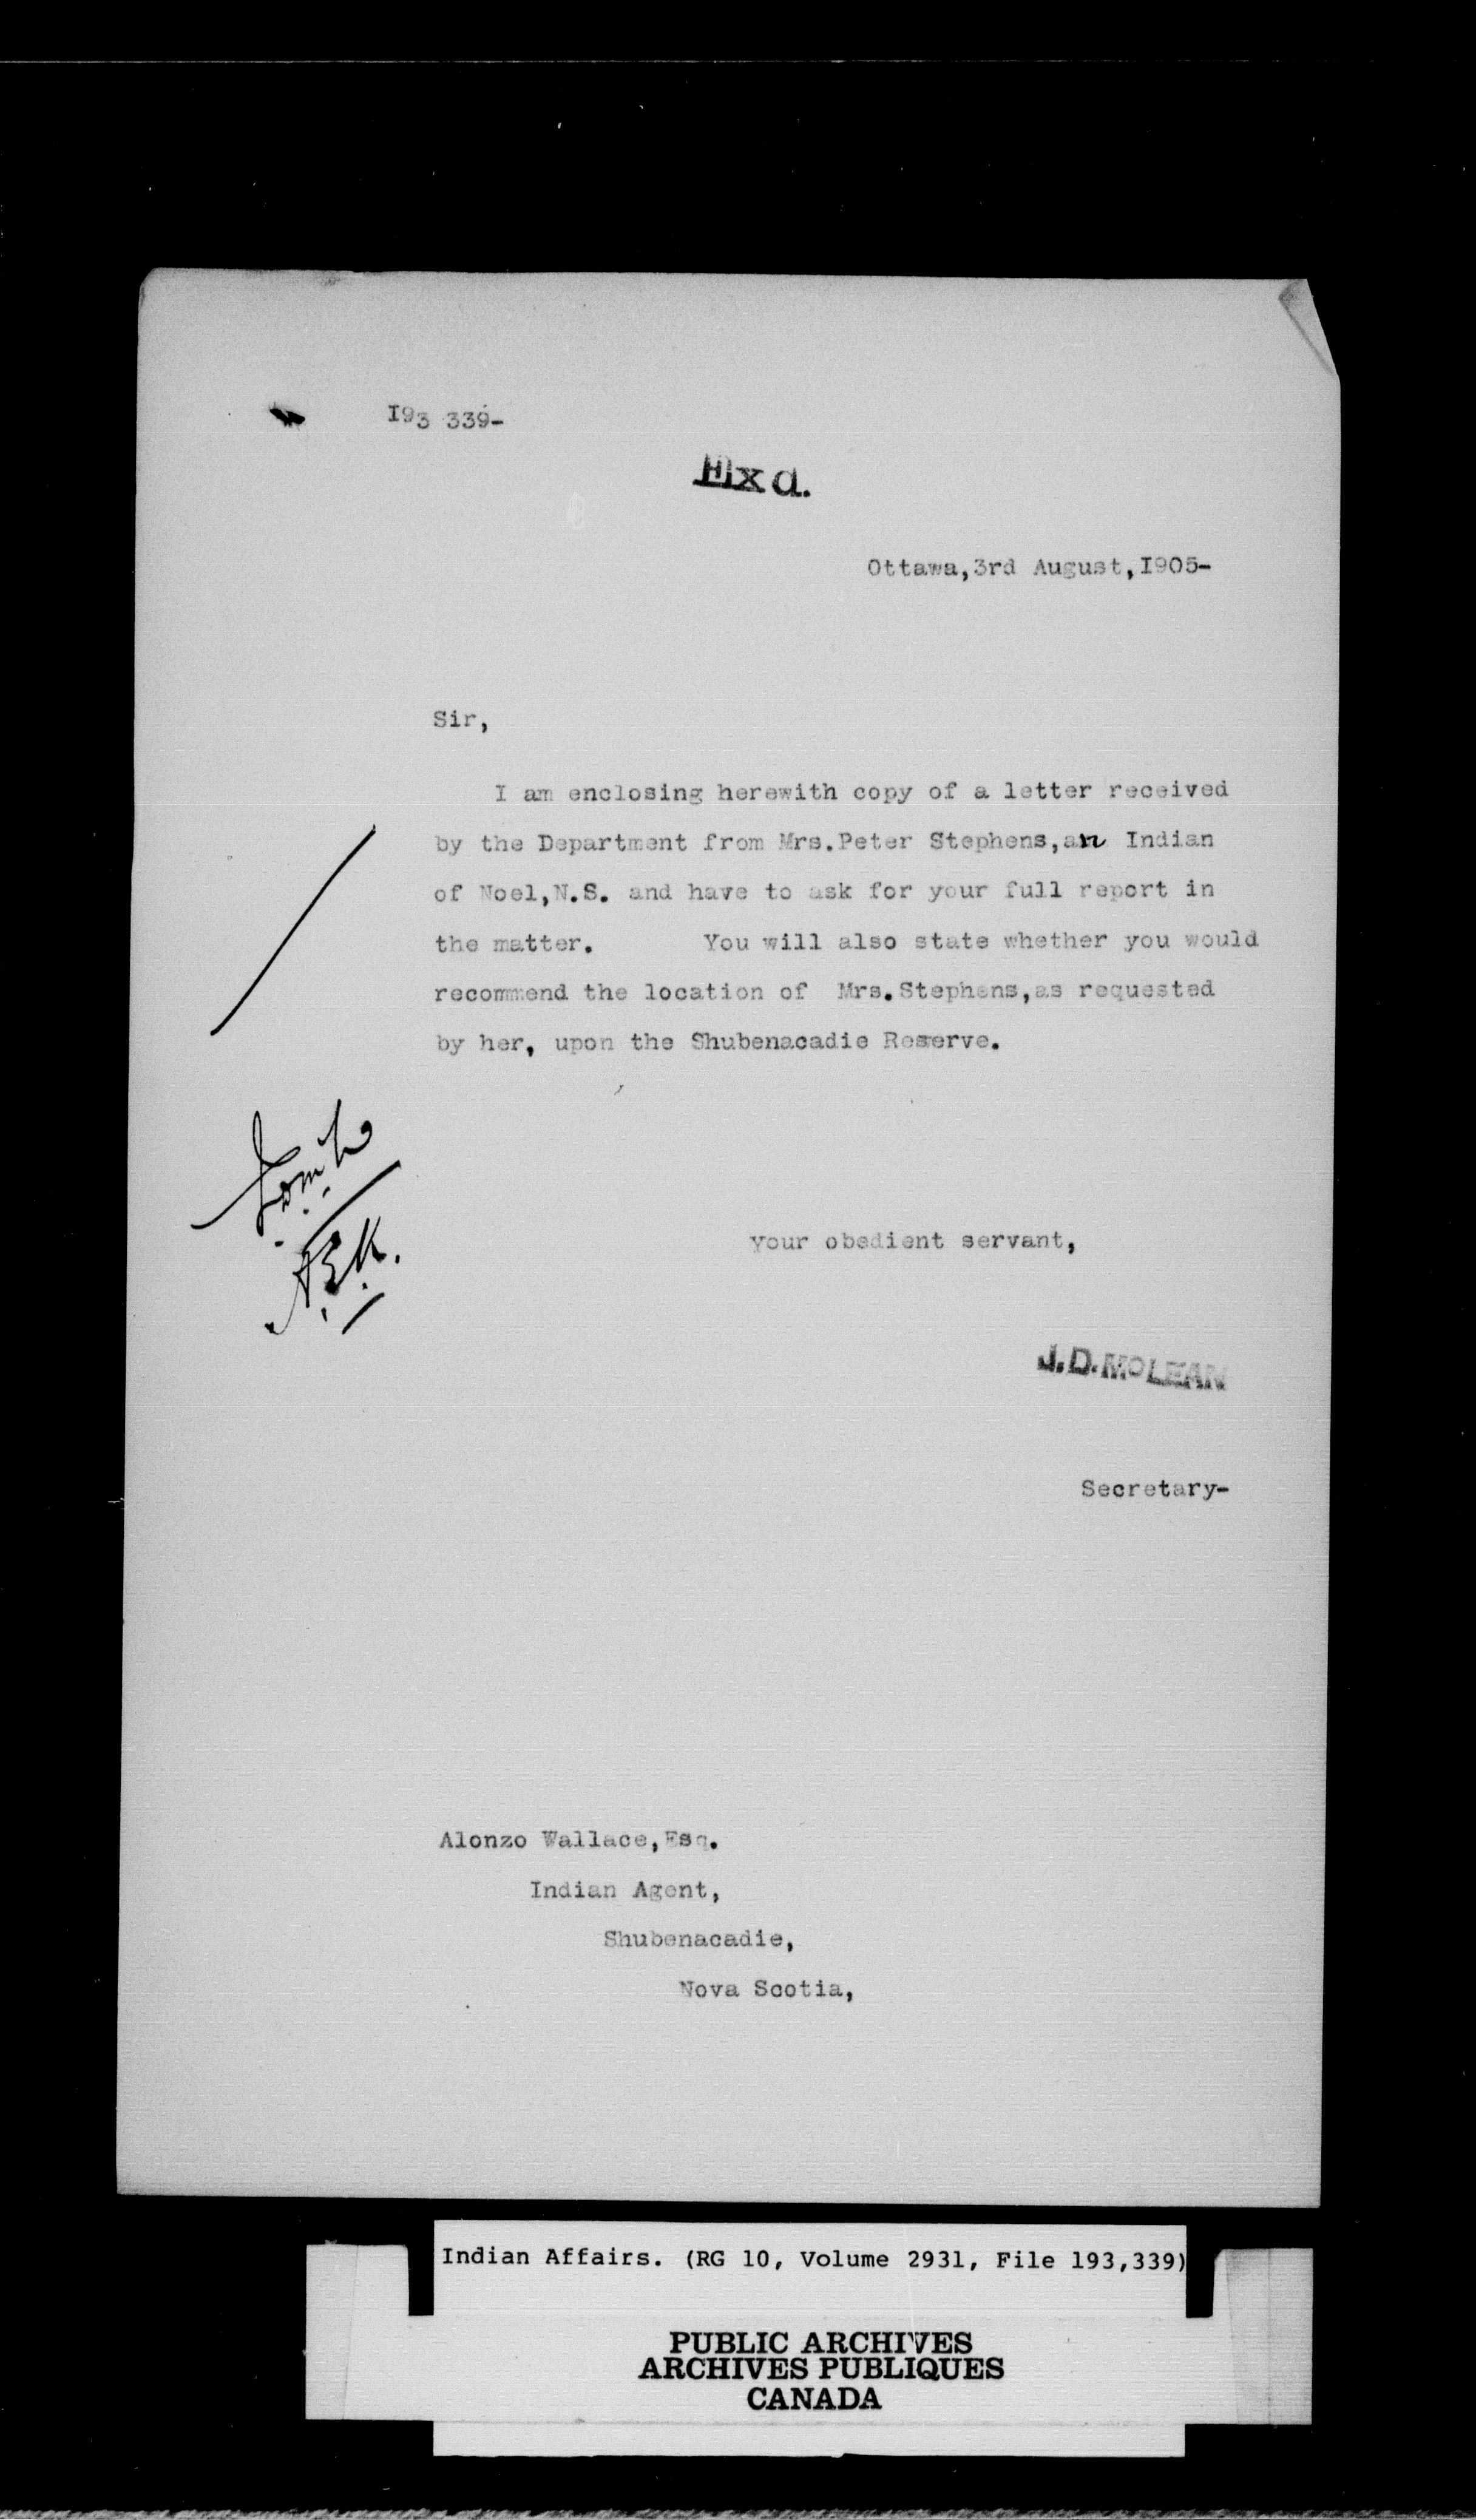 I93 339-
Exd.
Ottawa,3rd August,I905-
Sir,
I am enclosing herewith copy of a letter received
by the Department from Mrs.Peter Stephens,an Indian
of Noel,N.S. and have to ask for your full report in
the matter. You will also state whether you would
recommend the location of Mrs.Stephens,as requested
by her, upon the Shubenacadie Reserve.
Your obedient servant,
J.D. McLEAN
Secretary-
Alonzo Wallace,Esq.
Indian Agent,
Shubenacadie,
Nova Scotia,
Indian Affairs. (RG 10, Volume 2931, File 193,339)
PUBLIC ARCHIVES
ARCHIVES PUBLIQUES
CANADA